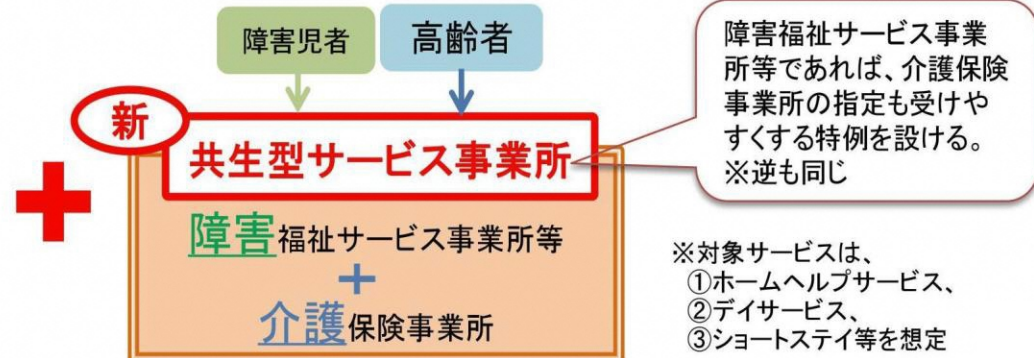 障害児者
高齢者
新
共生型サービス事業所
障害福祉サービス事業所等
+
介護保険事業所
障害福祉サービス事業
所等であれば、介護保険
事業所の指定も受けや
すくする特例を設ける。
※逆も同じ
※対象サービスは、
①ホームヘルプサービス、
②デイサービス、
③ショートステイ等を想定